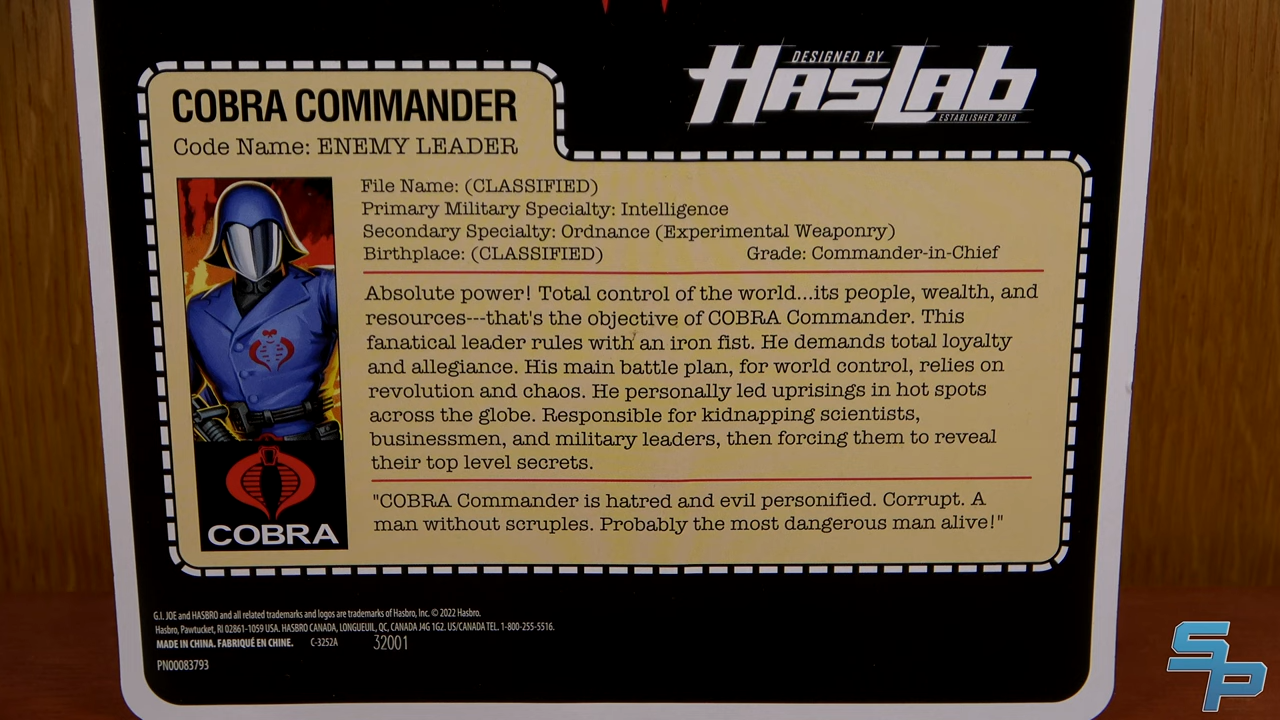 DESIGNED BY
HASLAB
ESTABLISHED 2018
COBRA COMMANDER
Code Name: ENEMY LEADER
File Name: (CLASSIFIED)
Primary Military Specialty: Intelligence
Secondary Specialty: Ordnance (Experimental Weaponry)
Birthplace: (CLASSIFIED) Grade: Commander-in-Chief
Absolute power! Total control of the world...its people, wealth, and
resources---that's the objective of COBRA Commander. This
fanatical leader rules with an iron fist. He demands total loyalty
and allegiance. His main battle plan, for world control, relies on
revolution and chaos. He personally led uprisings in hot spots
across the globe. Responsible for kidnapping scientists,
businessmen, and military leaders, then forcing them to reveal
their top level secrets.
"COBRA Commander is hatred and evil personified. Corrupt. A
man without scruples. Probably the most dangerous man alive!"
COBRA
G.I. JOE and HASBRO and all related trademarks and logos are trademarks of Hasbro, Inc. © 2022 Hasbro.
Hasbro, Pawtucket, RI 02861-1059 USA. HASBRO CANADA, LONGUEUIL, QC, CANADA J4G 1G2. US/CANADA TEL. 1-800-255-5516.
MADE IN CHINA. FABRIQUÉ EN CHINE. C-3252A 32001
PN00083793
SP